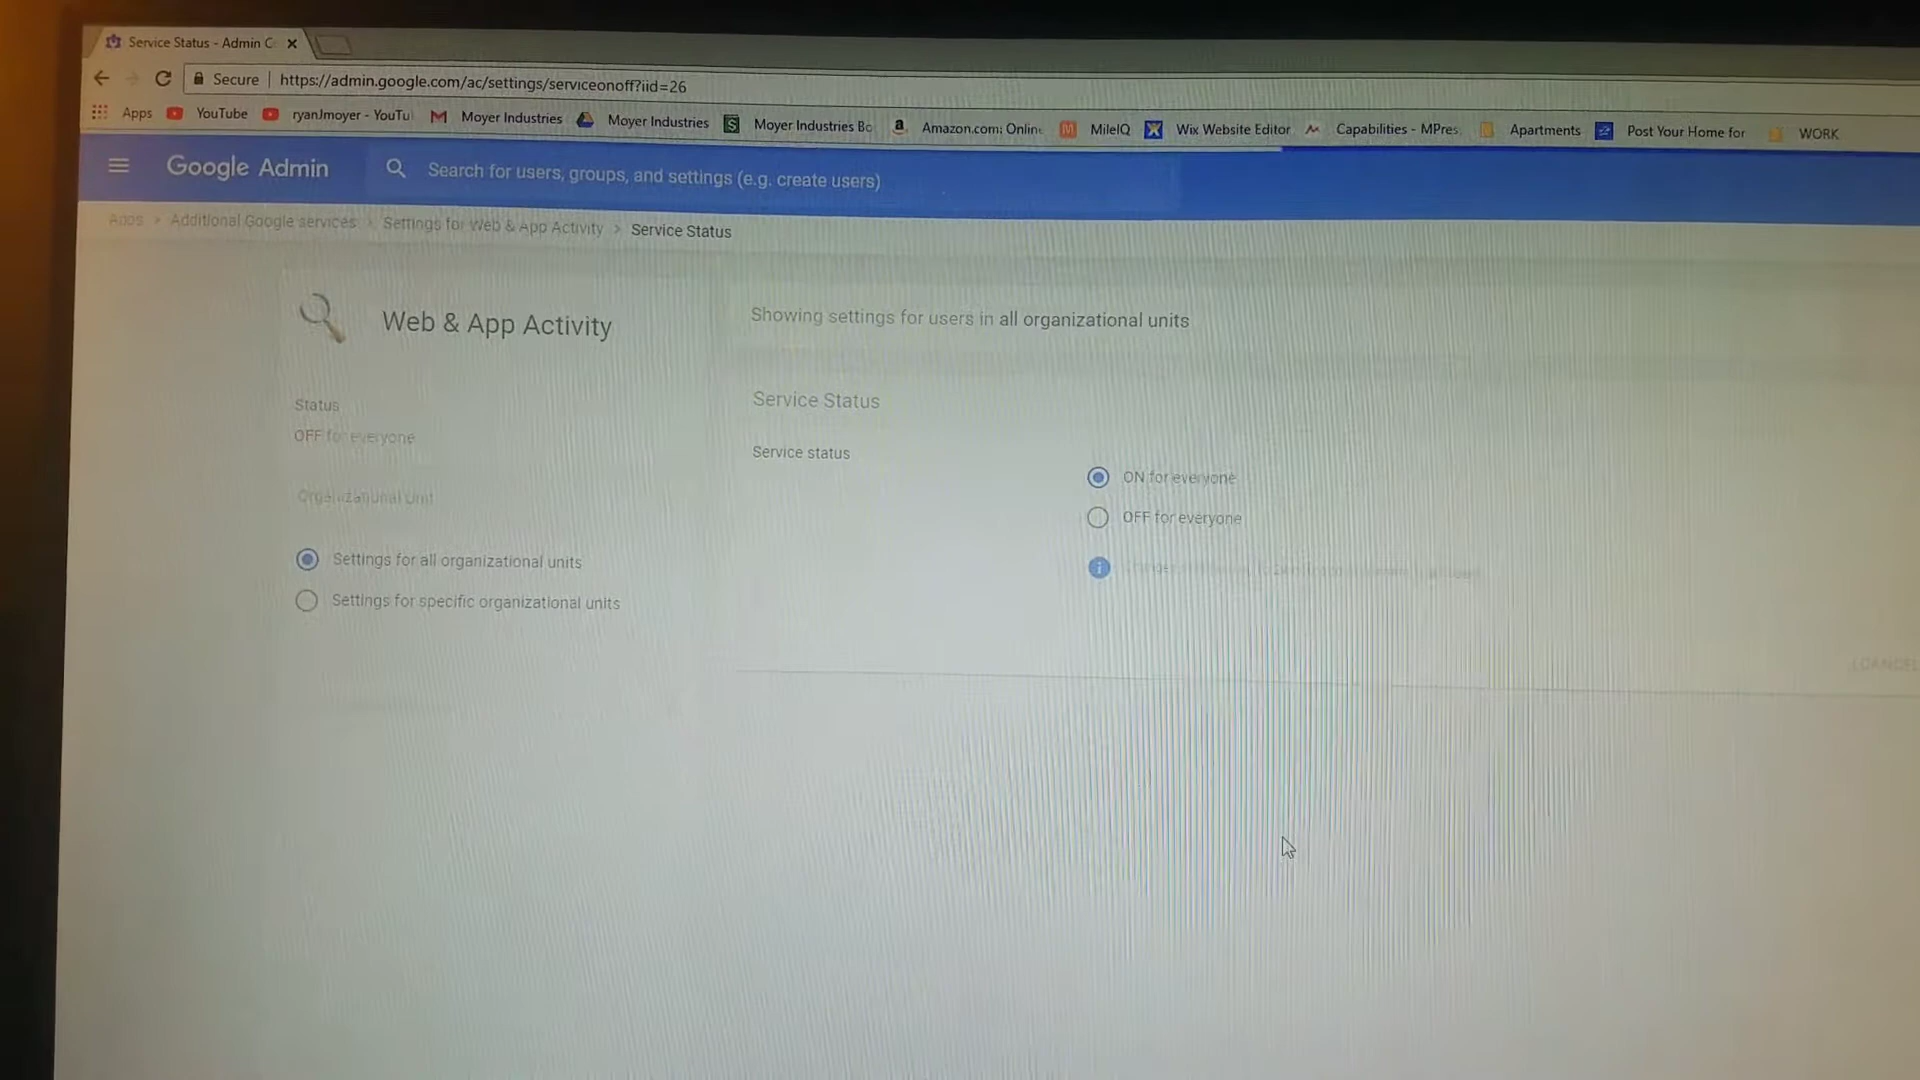 Service Status - Admin C
Secure https://admin.google.com/ac/settings/serviceonoff?iid=26
Apps YouTube ryanJmoyer - YouTu Moyer Industries Moyer Industries Moyer Industries Bo Amazon.com: Online MileIQ Wix Website Editor Capabilities - MPres Apartments Post Your Home for WORK
Google Admin Search for users, groups, and settings (e.g. create users)
Apps > Additional Google services > Settings for Web & App Activity > Service Status
Web & App Activity
Status
OFF for everyone
Organizational Unit
Settings for all organizational units
Settings for specific organizational units
Showing settings for users in all organizational units
Service Status
Service status
ON for everyone
OFF for everyone
CANCEL